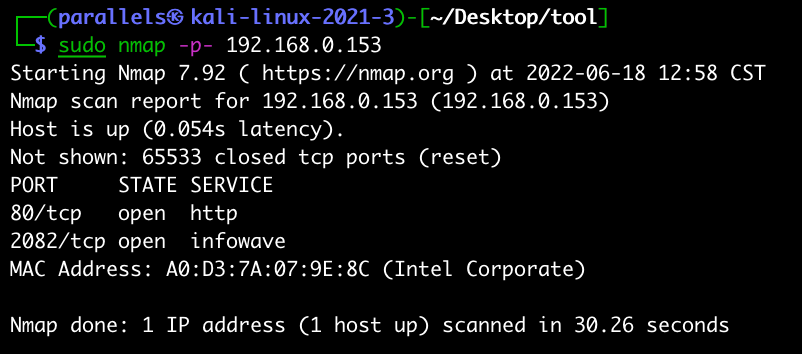 ┌──(parallels㉿kali-linux-2021-3)-[~/Desktop/tool]
└─$ sudo nmap -p- 192.168.0.153
Starting Nmap 7.92 ( https://nmap.org ) at 2022-06-18 12:58 CST
Nmap scan report for 192.168.0.153 (192.168.0.153)
Host is up (0.054s latency).
Not shown: 65533 closed tcp ports (reset)
PORT     STATE SERVICE
80/tcp   open  http
2082/tcp open  infowave
MAC Address: A0:D3:7A:07:9E:8C (Intel Corporate)
Nmap done: 1 IP address (1 host up) scanned in 30.26 seconds